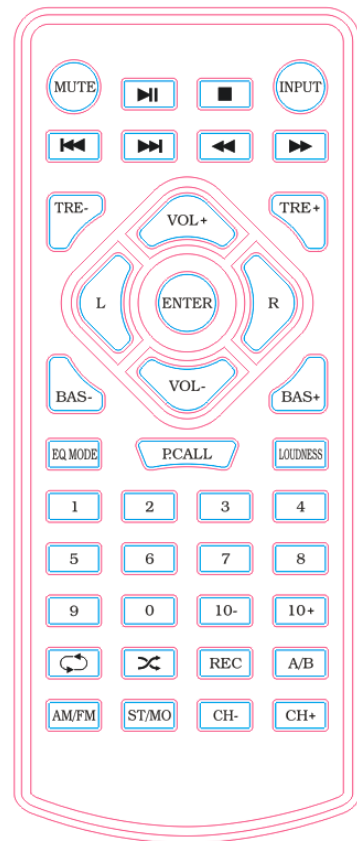 MUTE INPUT
TRE- VOL+ TRE+
L ENTER R
BAS- VOL- BAS+
EQ MODE P.CALL LOUDNESS
1 2 3 4
5 6 7 8
9 0 10- 10+
REC A/B
AM/FM ST/MO CH- CH+